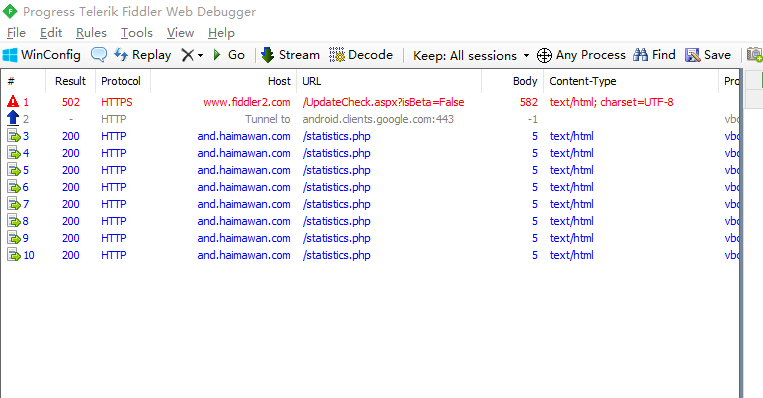 Progress Telerik Fiddler Web Debugger
File Edit Rules Tools View Help
WinConfig Replay Go Stream Decode Keep: All sessions Any Process Find Save
# Result Protocol Host URL Body Content-Type Pro
1 502 HTTPS www.fiddler2.com /UpdateCheck.aspx?isBeta=False 582 text/html; charset=UTF-8
2 - HTTP Tunnel to android.clients.google.com:443 -1 vbo
3 200 HTTP and.haimawan.com /statistics.php 5 text/html vbo
4 200 HTTP and.haimawan.com /statistics.php 5 text/html vbo
5 200 HTTP and.haimawan.com /statistics.php 5 text/html vbo
6 200 HTTP and.haimawan.com /statistics.php 5 text/html vbo
7 200 HTTP and.haimawan.com /statistics.php 5 text/html vbo
8 200 HTTP and.haimawan.com /statistics.php 5 text/html vbo
9 200 HTTP and.haimawan.com /statistics.php 5 text/html vbo
10 200 HTTP and.haimawan.com /statistics.php 5 text/html vbo